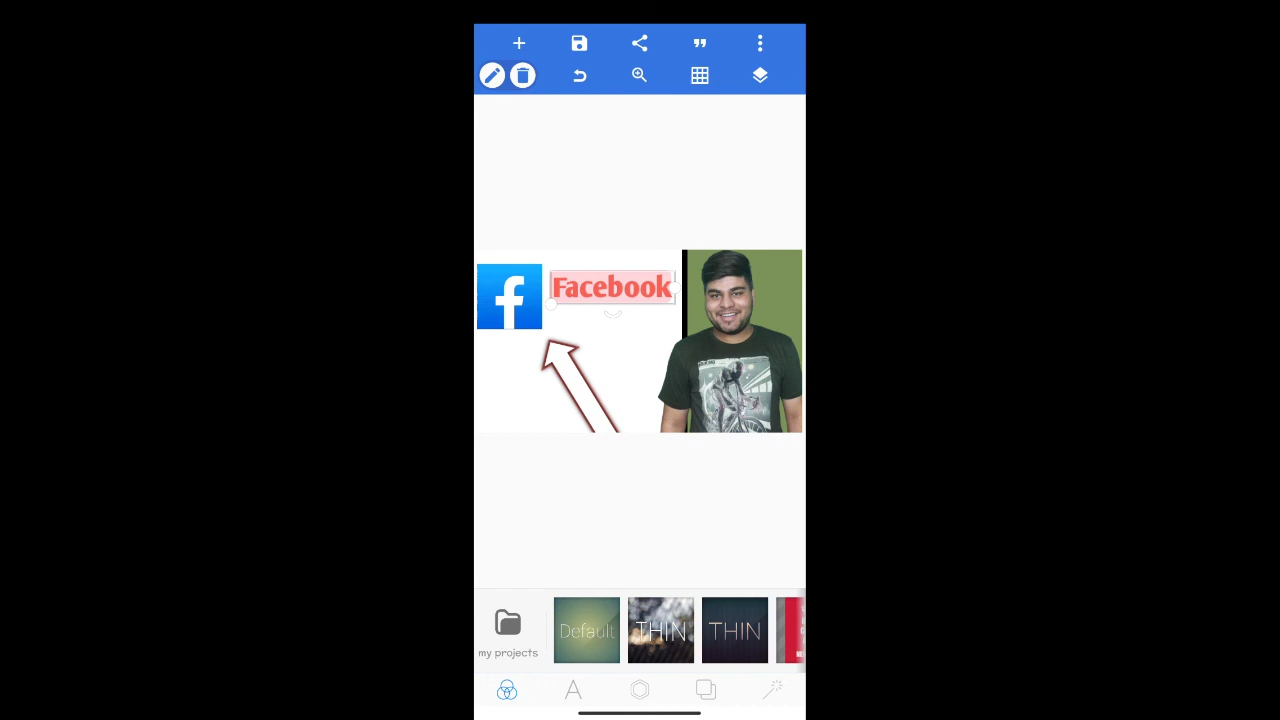 f
Facebook
my projects
Default
THIN
THIN
A